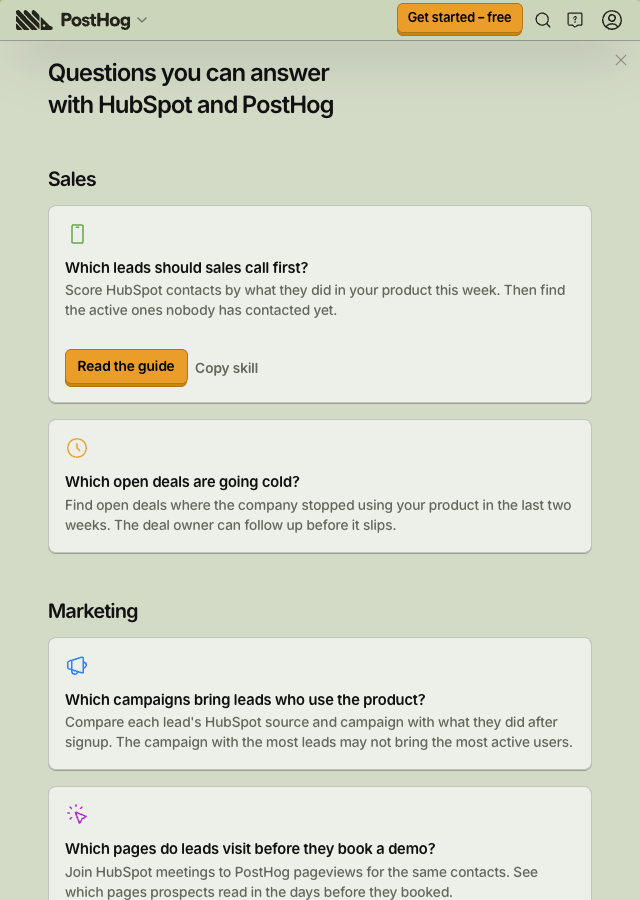 PostHog
Get started – free
Questions you can answer
with HubSpot and PostHog
Sales
Which leads should sales call first?
Score HubSpot contacts by what they did in your product this week. Then find
the active ones nobody has contacted yet.
Read the guide
Copy skill
Which open deals are going cold?
Find open deals where the company stopped using your product in the last two
weeks. The deal owner can follow up before it slips.
Marketing
Which campaigns bring leads who use the product?
Compare each lead's HubSpot source and campaign with what they did after
signup. The campaign with the most leads may not bring the most active users.
Which pages do leads visit before they book a demo?
Join HubSpot meetings to PostHog pageviews for the same contacts. See
which pages prospects read in the days before they booked.